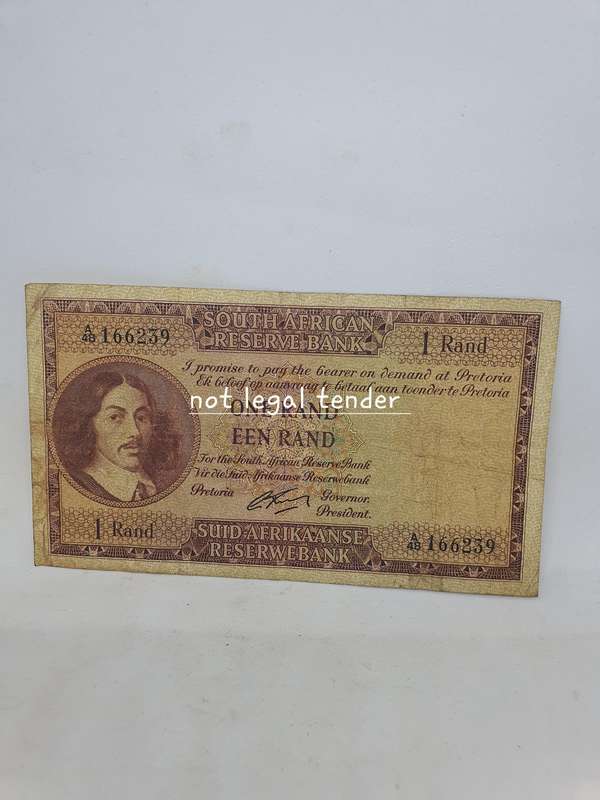 SOUTH AFRICAN
RESERVE BANK
A/49 166239
1 Rand
I promise to pay the bearer on demand at Pretoria
Ek beloof op aanvraag te betaal aan toonder te Pretoria
not legal tender
ONE RAND
EEN RAND
For the South African Reserve Bank
Vir die Suid-Afrikaanse Reserwebank
Pretoria
Governor.
President.
1 Rand
SUID-AFRIKAANSE
RESERWEBANK
A/49 166239